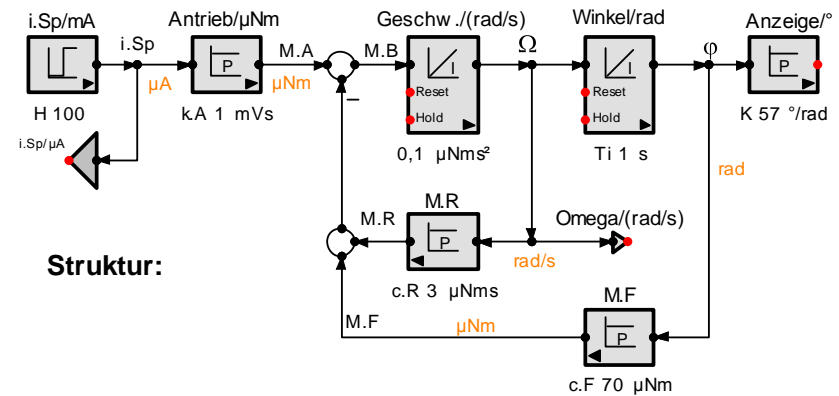 i.Sp/mA
Antrieb/µNm
Geschw./(rad/s)
Winkel/rad
Anzeige/°
i.Sp
M.A
M.B
Ω
φ
P
I
I
P
µA
µNm
Reset
Reset
Hold
Hold
H 100
k.A 1 mVs
–
0,1 µNms²
Ti 1 s
K 57 °/rad
i.Sp/µA
rad
M.R
M.R
Omega/(rad/s)
P
Struktur:
rad/s
c.R 3 µNms
M.F
M.F
µNm
P
c.F 70 µNm